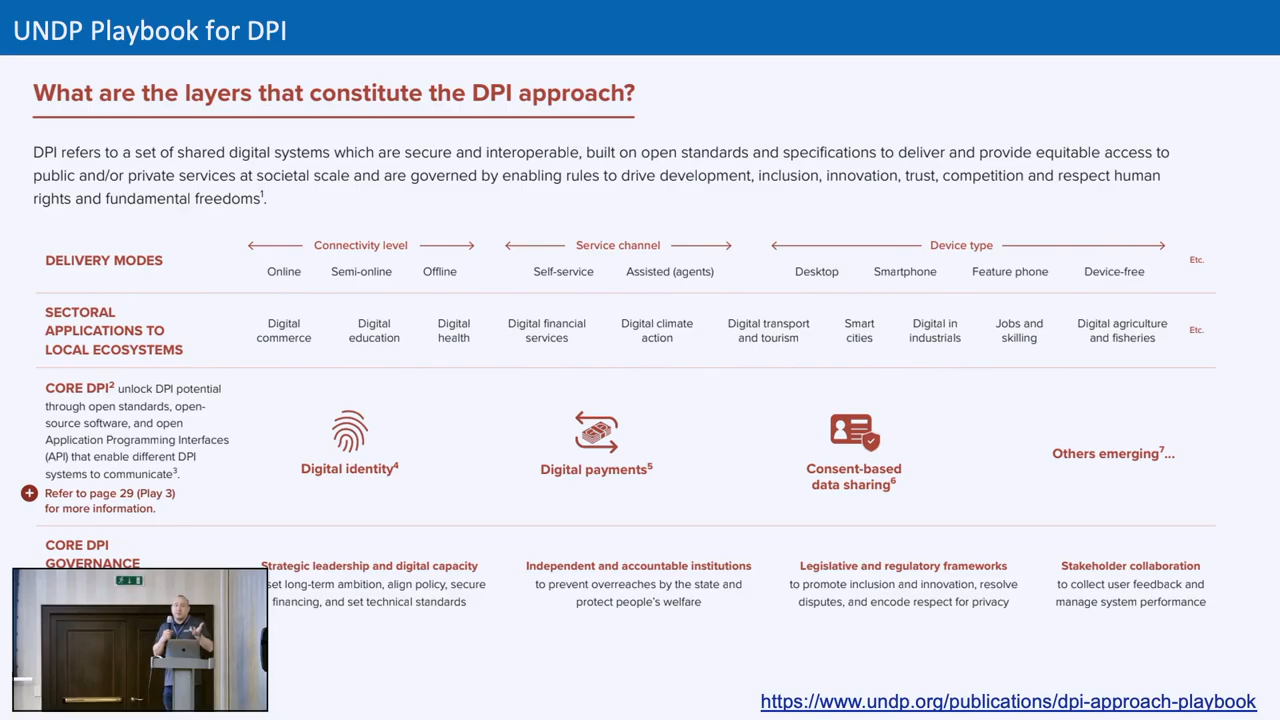 UNDP Playbook for DPI
What are the layers that constitute the DPI approach?
DPI refers to a set of shared digital systems which are secure and interoperable, built on open standards and specifications to deliver and provide equitable access to
public and/or private services at societal scale and are governed by enabling rules to drive development, inclusion, innovation, trust, competition and respect human
rights and fundamental freedoms1.
DELIVERY MODES
Connectivity level
Service channel
Device type
Online
Semi-online
Offline
Self-service
Assisted (agents)
Desktop
Smartphone
Feature phone
Device-free
Etc.
SECTORAL
APPLICATIONS TO
LOCAL ECOSYSTEMS
Digital
commerce
Digital
education
Digital
health
Digital financial
services
Digital climate
action
Digital transport
and tourism
Smart
cities
Digital in
industrials
Jobs and
skilling
Digital agriculture
and fisheries
Etc.
CORE DPI2 unlock DPI potential
through open standards, open-
source software, and open
Application Programming Interfaces
(API) that enable different DPI
systems to communicate3.
Refer to page 29 (Play 3)
for more information.
Digital identity4
Digital payments5
Consent-based
data sharing6
Others emerging7...
CORE DPI
GOVERNANCE
Strategic leadership and digital capacity
set long-term ambition, align policy, secure
financing, and set technical standards
Independent and accountable institutions
to prevent overreaches by the state and
protect people's welfare
Legislative and regulatory frameworks
to promote inclusion and innovation, resolve
disputes, and encode respect for privacy
Stakeholder collaboration
to collect user feedback and
manage system performance
https://www.undp.org/publications/dpi-approach-playbook